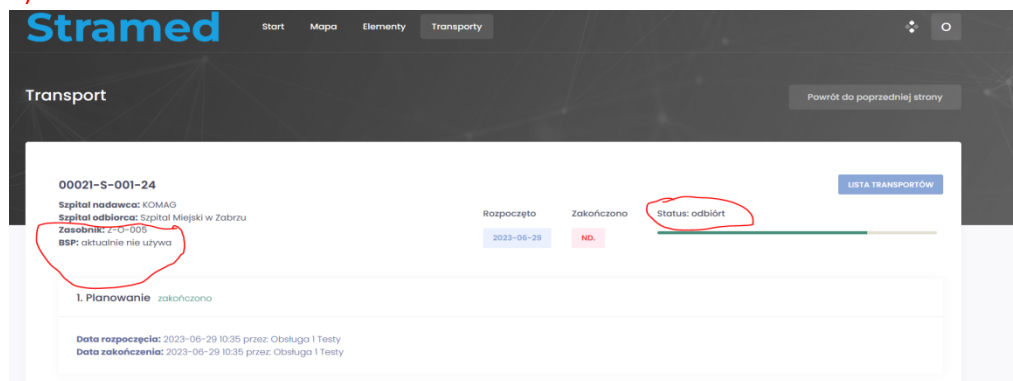 Stramed Start Mapa Elementy Transporty O
Transport Powrót do poprzedniej strony
00021-S-001-24
LISTA TRANSPORTÓW
Szpital nadawca: KOMAG
Szpital odbiorca: Szpital Miejski w Zabrzu
Zasobnik: Z-O-005
BSP: aktualnie nie używa
Rozpoczęto Zakończono Status: odbiórt
2023-06-29 ND.
1. Planowanie zakończono
Data rozpoczęcia: 2023-06-29 10:35 przez: Obsługa 1 Testy
Data zakończenia: 2023-06-29 10:35 przez: Obsługa 1 Testy